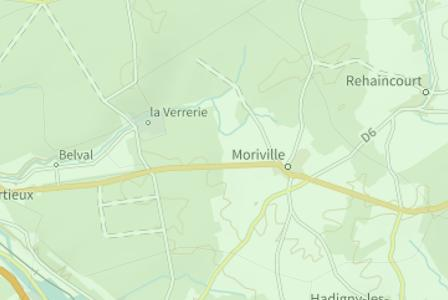 Rehaincourt
la Verrerie
D6
Belval
Moriville
rtieux
Hadigny-les-